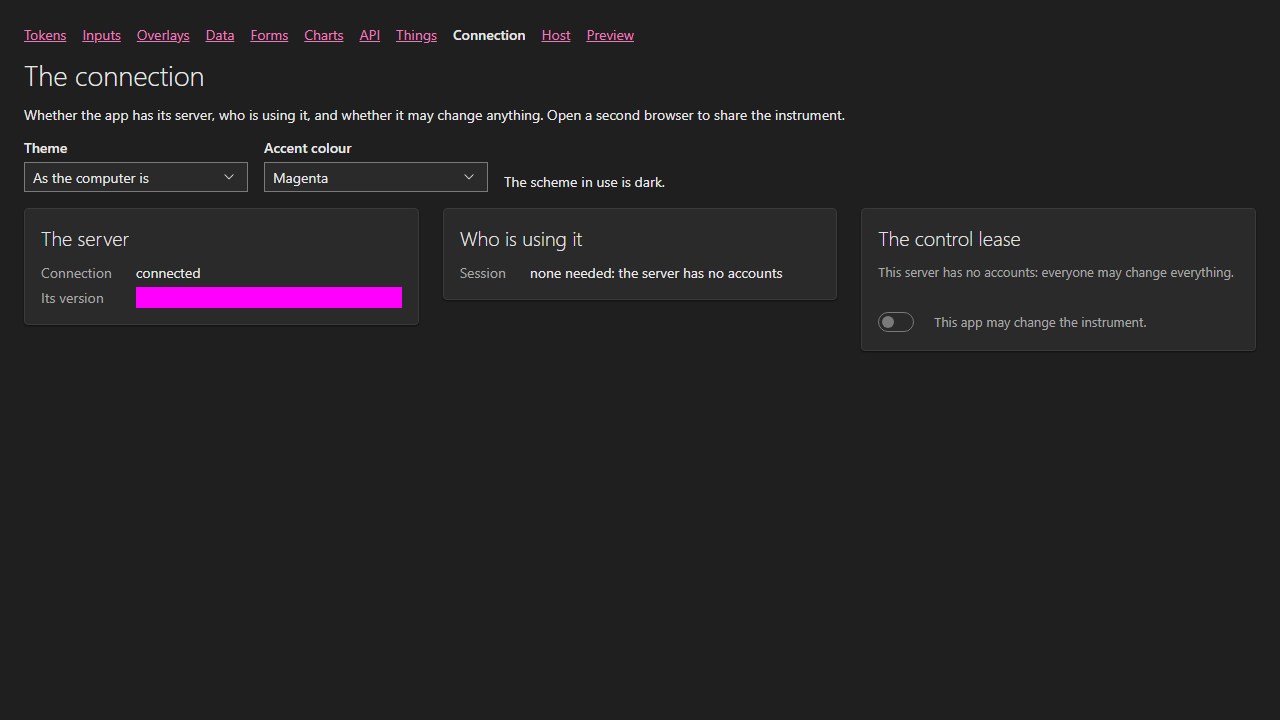 Tokens Inputs Overlays Data Forms Charts API Things Connection Host Preview
The connection
Whether the app has its server, who is using it, and whether it may change anything. Open a second browser to share the instrument.
Theme
As the computer is
Accent colour
Magenta
The scheme in use is dark.
The server
Connection connected
Its version
Who is using it
Session none needed: the server has no accounts
The control lease
This server has no accounts: everyone may change everything.
This app may change the instrument.